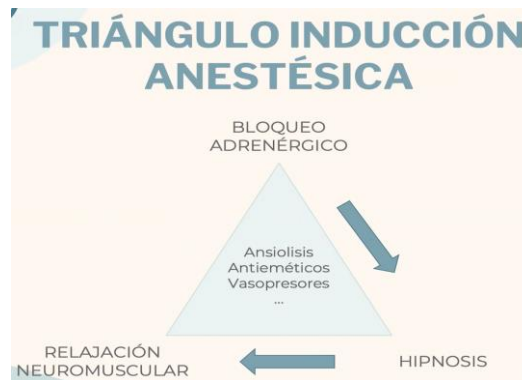 TRIÁNGULO INDUCCIÓN
ANESTÉSICA
BLOQUEO
ADRENÉRGICO
Ansiolisis
Antieméticos
Vasopresores
...
RELAJACIÓN
NEUROMUSCULAR
HIPNOSIS